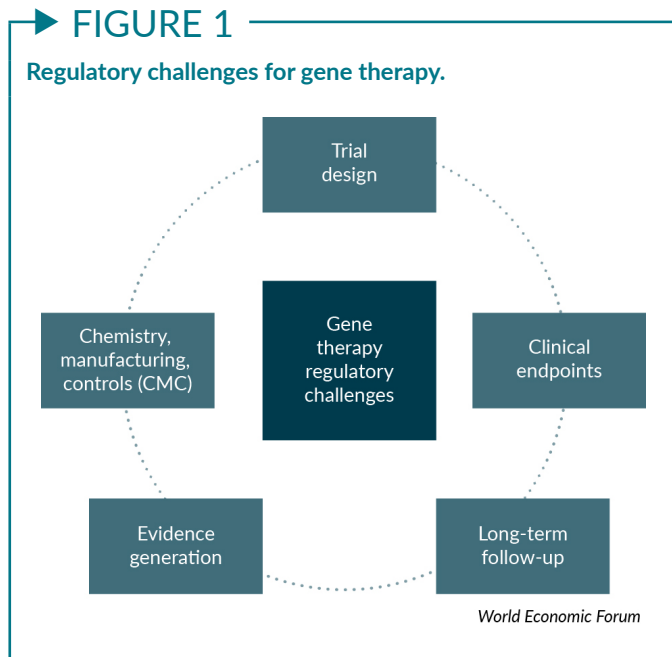 FIGURE 1
Regulatory challenges for gene therapy.
Trial
design
Chemistry,
manufacturing,
controls (CMC)
Gene
therapy
regulatory
challenges
Clinical
endpoints
Evidence
generation
Long-term
follow-up
World Economic Forum